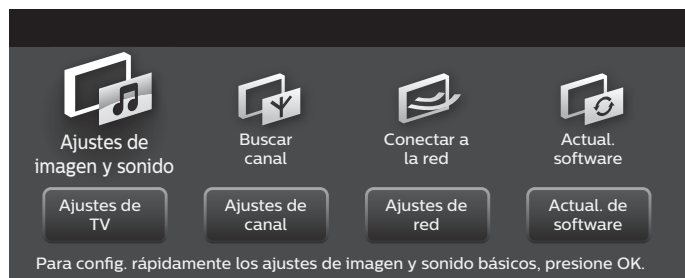 Ajustes de
imagen y sonido
Buscar
canal
Conectar a
la red
Actual.
software
Ajustes de
TV
Ajustes de
canal
Ajustes de
red
Actual. de
software
Para config. rápidamente los ajustes de imagen y sonido básicos, presione OK.